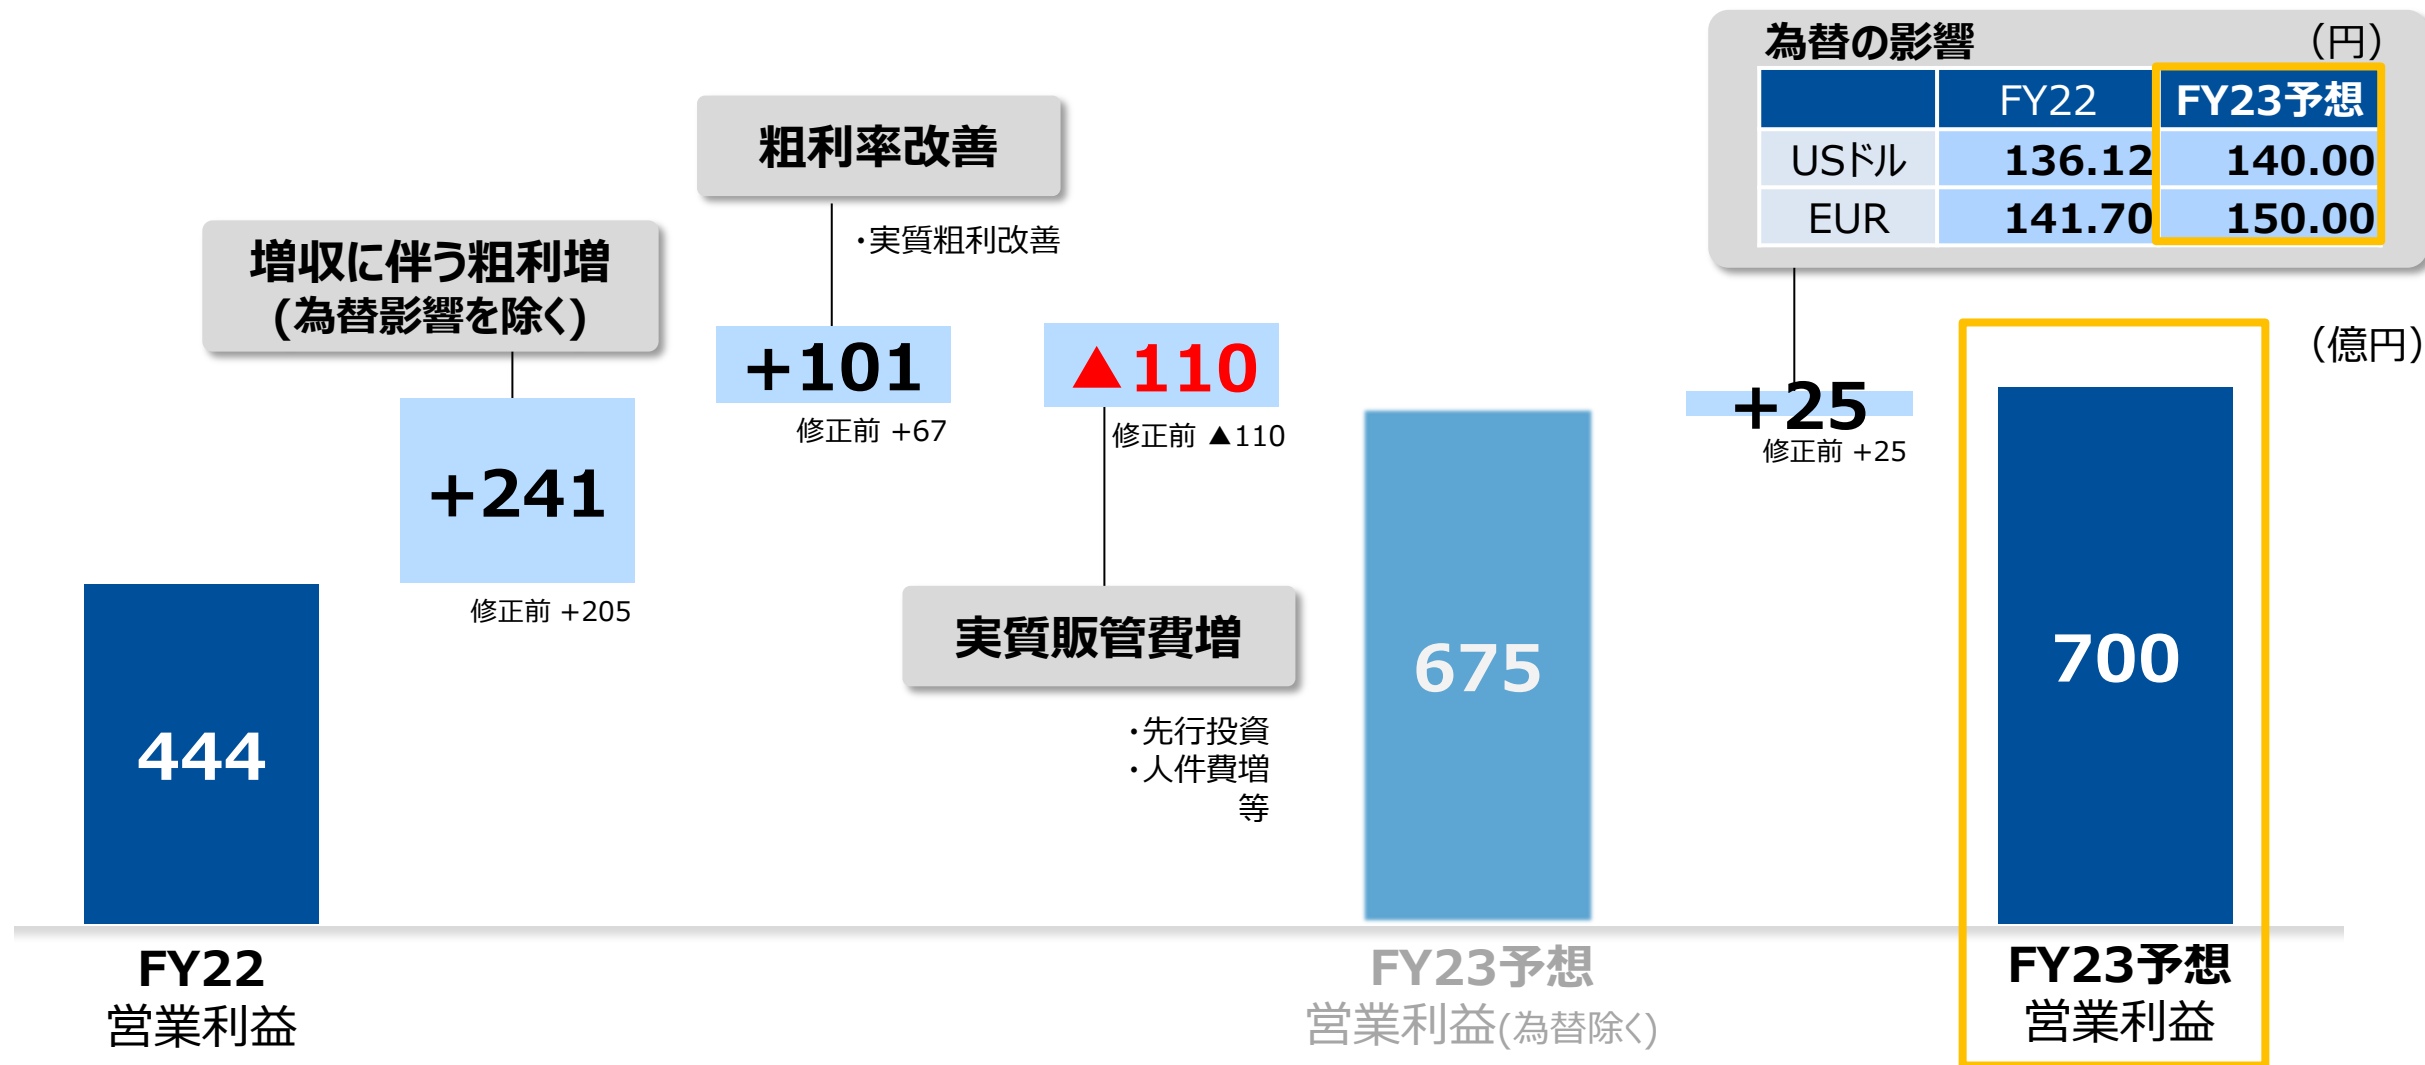 為替の影響 （円）
FY22 FY23予想
USドル 136.12 140.00
EUR 141.70 150.00
（億円）
粗利率改善
・実質粗利改善
増収に伴う粗利増
(為替影響を除く)
+241
修正前 +205
+101
修正前 +67
▲110
修正前 ▲110
実質販管費増
・先行投資
・人件費増
等
+25
修正前 +25
444
675
700
FY22
営業利益
FY23予想
営業利益(為替除く)
FY23予想
営業利益